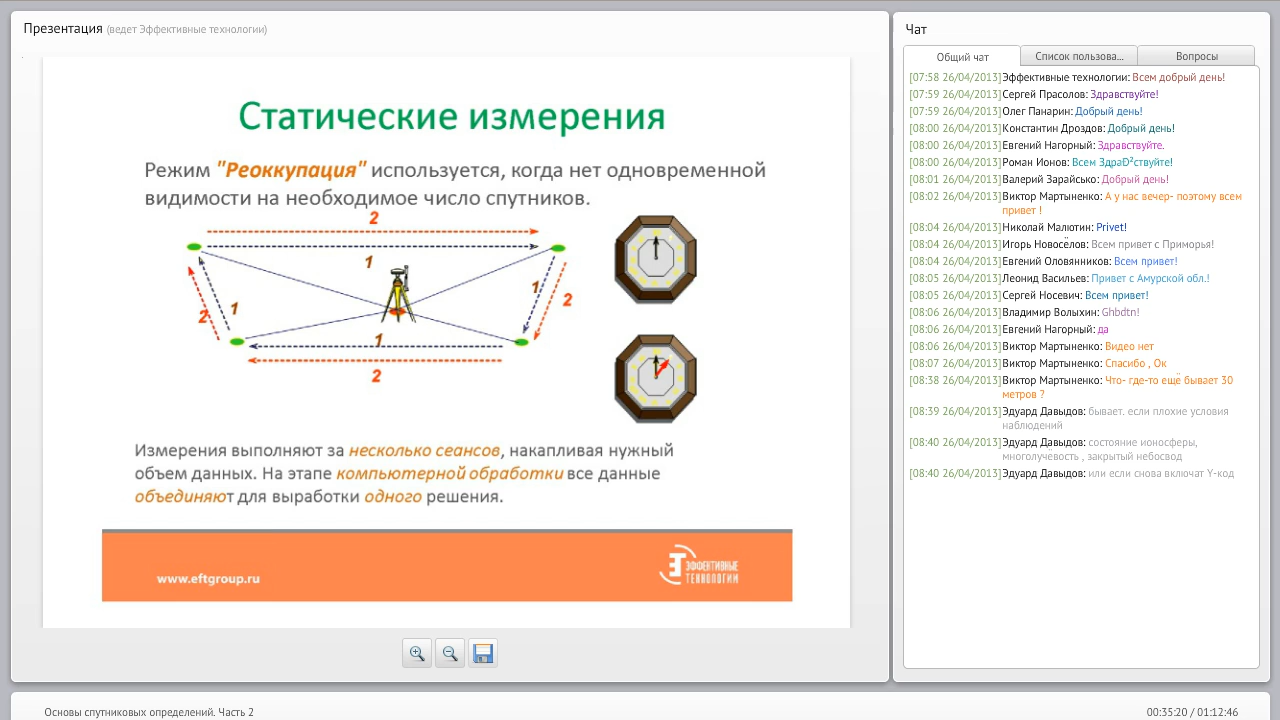 Презентация (ведет Эффективные технологии)
Статические измерения
Режим "Реоккупация" используется, когда нет одновременной
видимости на необходимое число спутников.
2
1
1
2
1
2
1
2
Измерения выполняют за несколько сеансов, накапливая нужный
объем данных. На этапе компьютерной обработки все данные
объединяют для выработки одного решения.
www.eftgroup.ru
ЭФФЕКТИВНЫЕ
ТЕХНОЛОГИИ
Чат
Общий чат
Список пользова...
Вопросы
[07:58 26/04/2013]Эффективные технологии: Всем добрый день!
[07:59 26/04/2013]Сергей Прасолов: Здравствуйте!
[07:59 26/04/2013]Олег Панарин: Добрый день!
[08:00 26/04/2013]Константин Дроздов: Добрый день!
[08:00 26/04/2013]Евгений Нагорный: Здравствуйте.
[08:00 26/04/2013]Роман Ионов: Всем ЗдраÐ²ствуйте!
[08:01 26/04/2013]Валерий Зарайсько: Добрый день!
[08:02 26/04/2013]Виктор Мартыненко: А у нас вечер- поэтому всем
привет !
[08:04 26/04/2013]Николай Малютин: Privet!
[08:04 26/04/2013]Игорь Новосёлов: Всем привет с Приморья!
[08:04 26/04/2013]Евгений Оловянников: Всем привет!
[08:05 26/04/2013]Леонид Васильев: Привет с Амурской обл.!
[08:05 26/04/2013]Сергей Носевич: Всем привет!
[08:06 26/04/2013]Владимир Волыхин: Ghbdtn!
[08:06 26/04/2013]Евгений Нагорный: да
[08:06 26/04/2013]Виктор Мартыненко: Видео нет
[08:07 26/04/2013]Виктор Мартыненко: Спасибо , Ок
[08:38 26/04/2013]Виктор Мартыненко: Что- где-то ещё бывает 30
метров ?
[08:39 26/04/2013]Эдуард Давыдов: бывает. если плохие условия
наблюдений
[08:40 26/04/2013]Эдуард Давыдов: состояние ионосферы,
многолучёвость , закрытый небосвод
[08:40 26/04/2013]Эдуард Давыдов: или если снова включат Y-код
Основы спутниковых определений. Часть 2
00:35:20 / 01:12:46